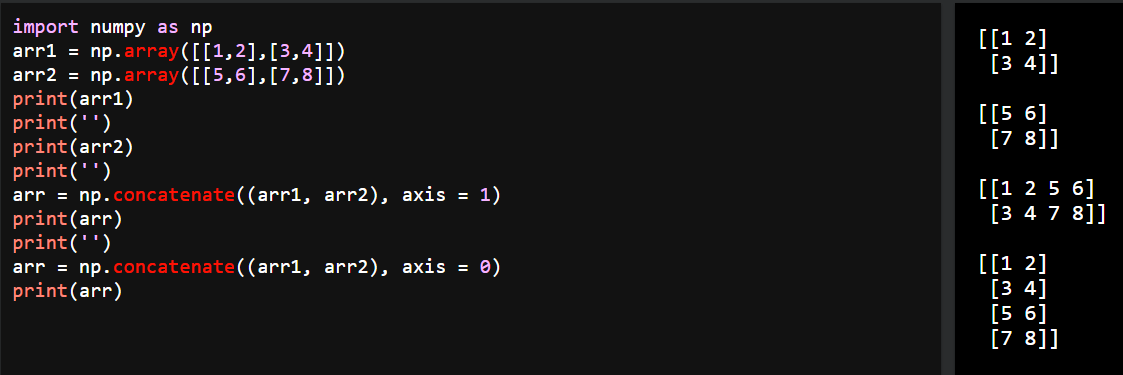 import numpy as np
arr1 = np.array([[1,2],[3,4]])
arr2 = np.array([[5,6],[7,8]])
print(arr1)
print('')
print(arr2)
print('')
arr = np.concatenate((arr1, arr2), axis = 1)
print(arr)
print('')
arr = np.concatenate((arr1, arr2), axis = 0)
print(arr)
[[1 2]
 [3 4]]
[[5 6]
 [7 8]]
[[1 2 5 6]
 [3 4 7 8]]
[[1 2]
 [3 4]
 [5 6]
 [7 8]]